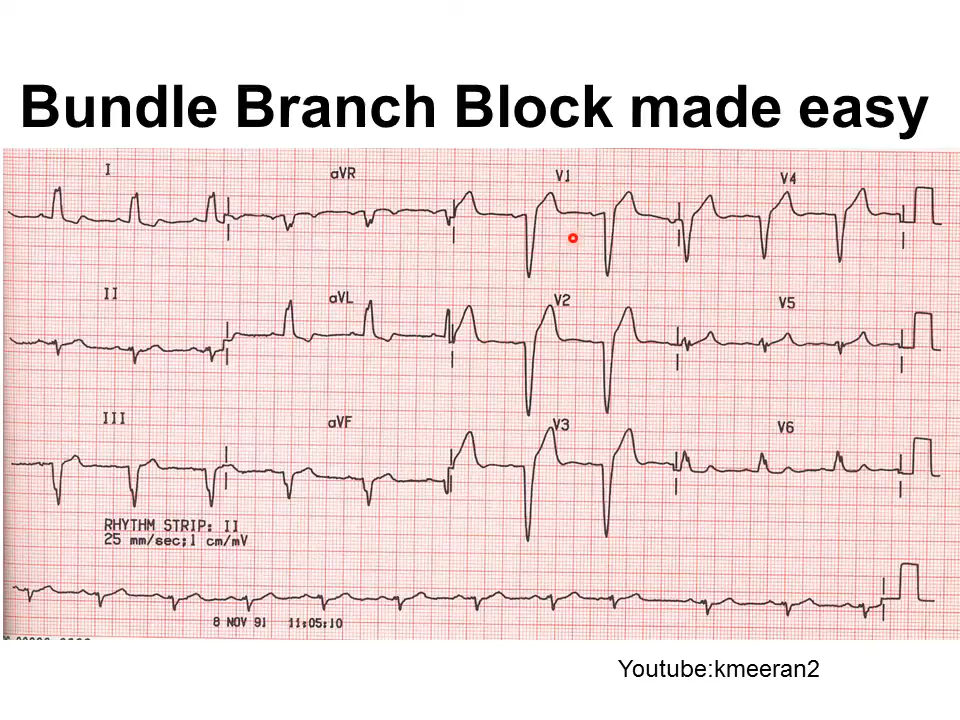 Bundle Branch Block made easy
I aVR V1 V4
II aVL V2 V5
III aVF V3 V6
RHYTHM STRIP: II
25 mm/sec;1 cm/mV
8 NOV 91 11:05:10
Youtube:kmeeran2